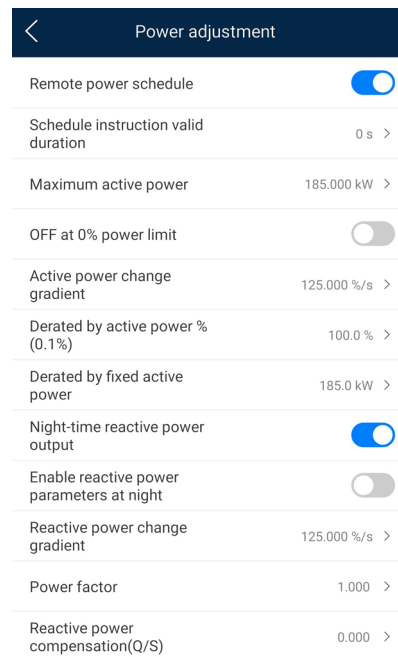 Power adjustment
Remote power schedule
Schedule instruction valid
duration
0 s
Maximum active power
185.000 kW
OFF at 0% power limit
Active power change
gradient
125.000 %/s
Derated by active power %
(0.1%)
100.0 %
Derated by fixed active
power
185.0 kW
Night-time reactive power
output
Enable reactive power
parameters at night
Reactive power change
gradient
125.000 %/s
Power factor
1.000
Reactive power
compensation(Q/S)
0.000